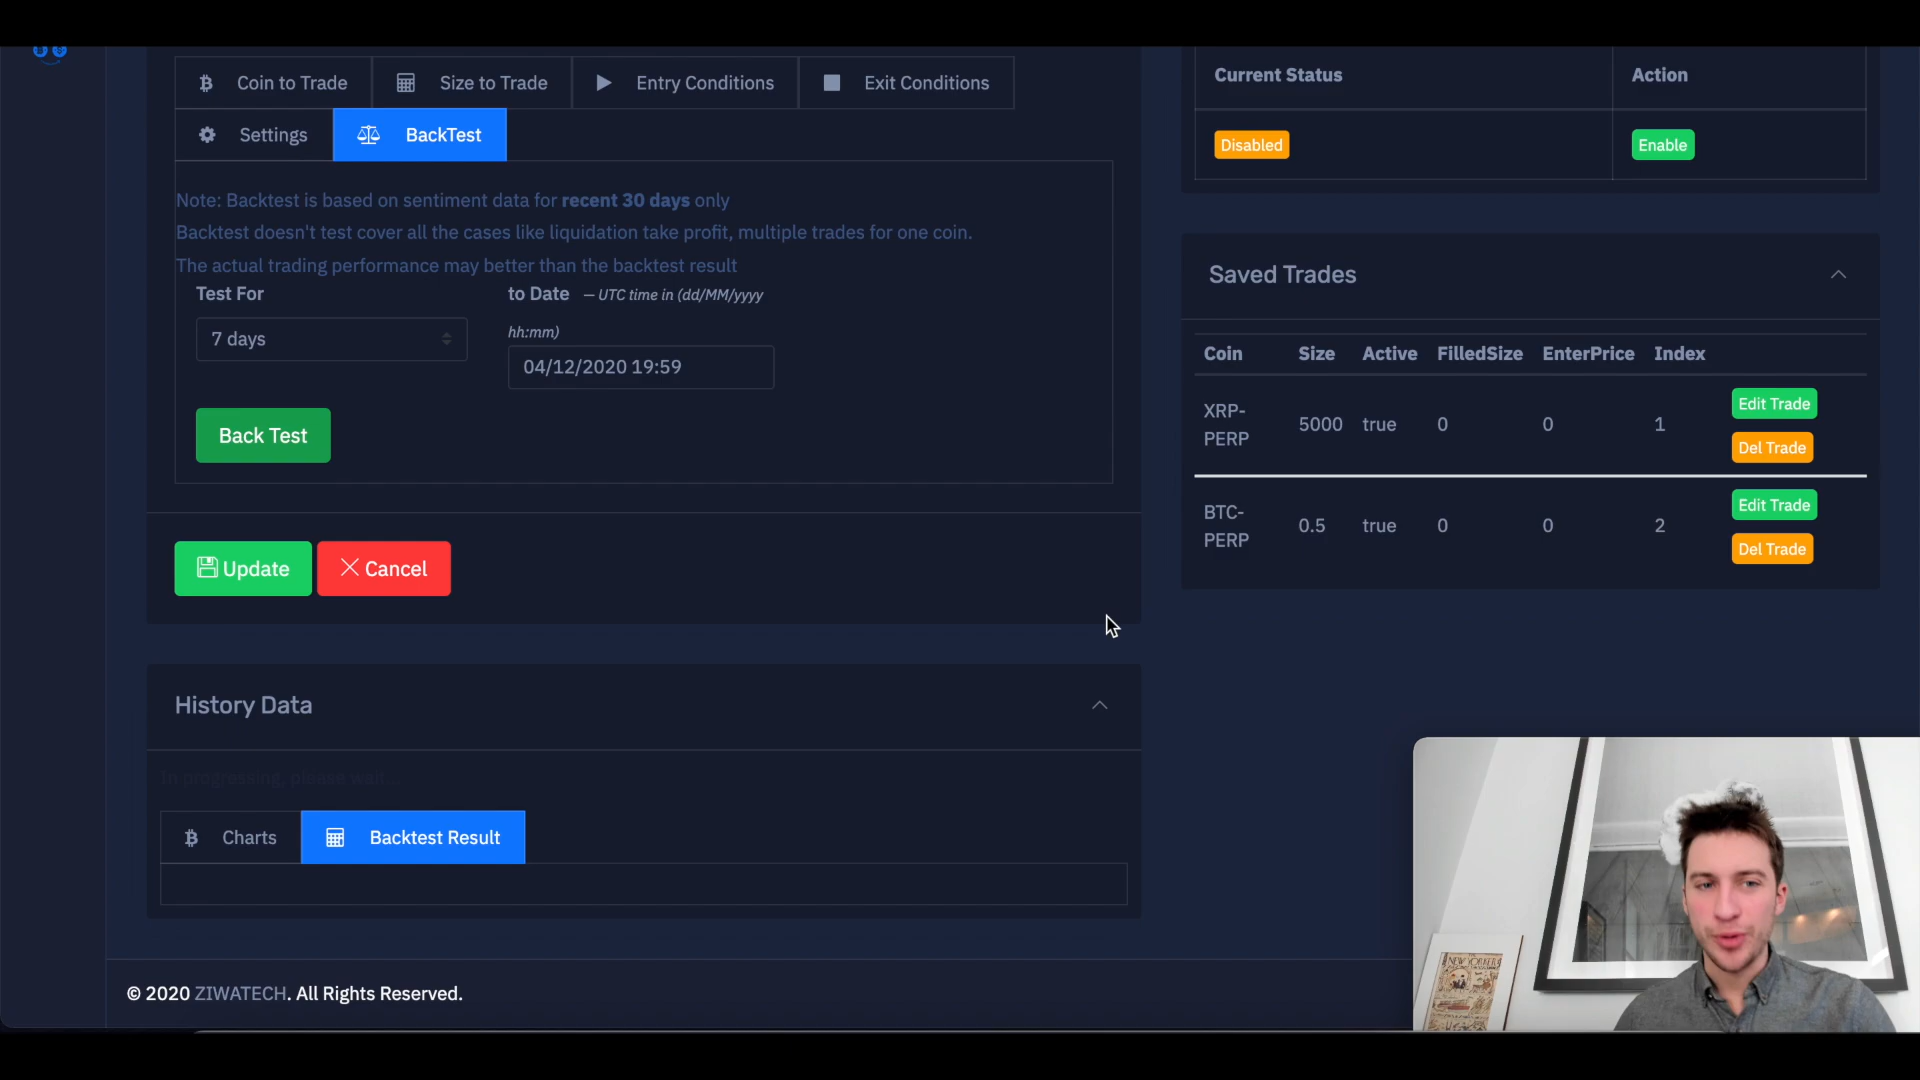 Coin to Trade
Size to Trade
Entry Conditions
Exit Conditions
Settings
BackTest
Note: Backtest is based on sentiment data for recent 30 days only
Backtest doesn't test cover all the cases like liquidation take profit, multiple trades for one coin.
The actual trading performance may better than the backtest result
Test For
to Date – UTC time in (dd/MM/yyyy
hh:mm)
7 days
04/12/2020 19:59
Back Test
Update
Cancel
History Data
In progressing, please wait...
Charts
Backtest Result
© 2020 ZIWATECH. All Rights Reserved.
Current Status
Action
Disabled
Enable
Saved Trades
Coin Size Active FilledSize EnterPrice Index
XRP-
PERP
5000 true 0 0 1
Edit Trade
Del Trade
BTC-
PERP
0.5 true 0 0 2
Edit Trade
Del Trade
NEW YORKER